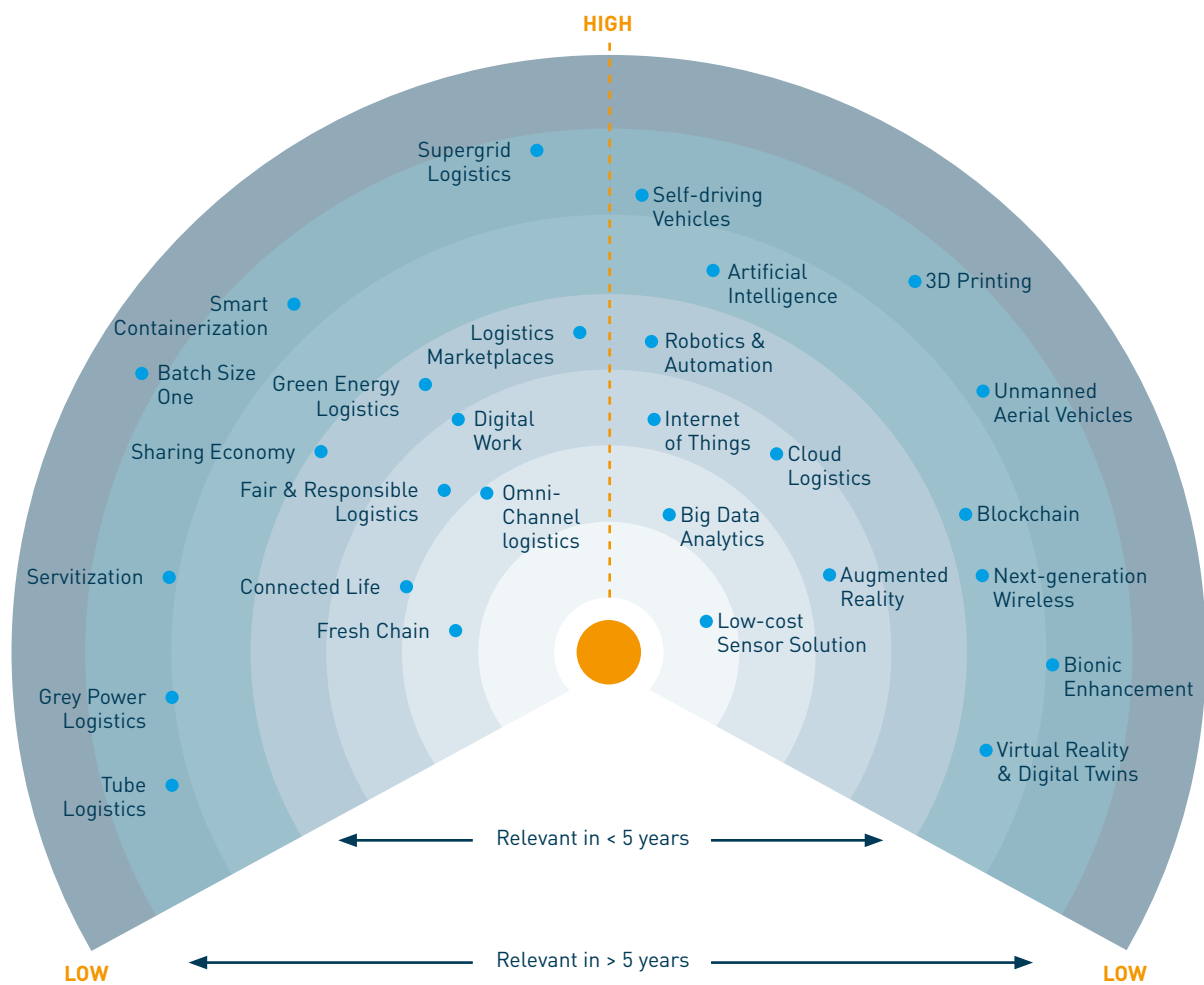 HIGH
Supergrid
Logistics
Self-driving
Vehicles
Artificial
Intelligence
3D Printing
Smart
Containerization
Logistics
Marketplaces
Robotics &
Automation
Batch Size
One
Green Energy
Logistics
Unmanned
Aerial Vehicles
Digital
Work
Internet
of Things
Sharing Economy
Cloud
Logistics
Fair & Responsible
Logistics
Omni-
Channel
logistics
Big Data
Analytics
Blockchain
Servitization
Connected Life
Augmented
Reality
Next-generation
Wireless
Fresh Chain
Low-cost
Sensor Solution
Bionic
Enhancement
Grey Power
Logistics
Virtual Reality
& Digital Twins
Tube
Logistics
Relevant in < 5 years
Relevant in > 5 years
LOW
LOW